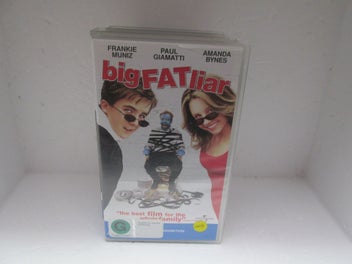 FRANKIE MUNIZ PAUL GIAMATTI AMANDA BYNES
bigFATliar
"the best film for the
whole family"
G